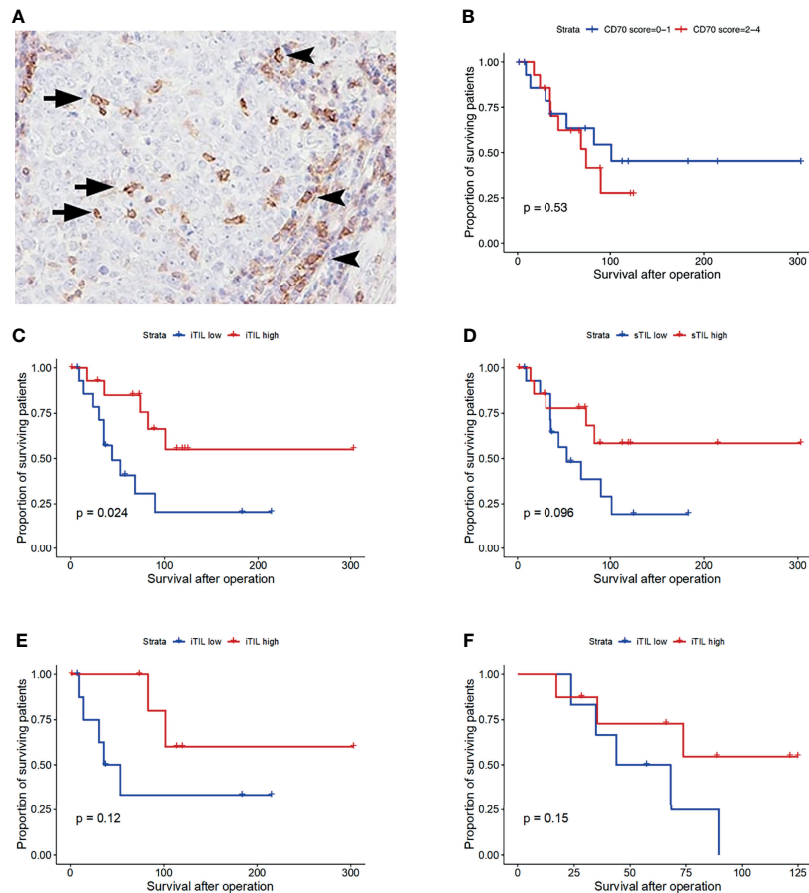 A
B
Strata CD70 score=0-1 CD70 score=2-4
Proportion of surviving patients
1.00
0.75
0.50
0.25
0.00
p = 0.53
0 100 200 300
Survival after operation
C
Strata iTIL low iTIL high
Proportion of surviving patients
1.00
0.75
0.50
0.25
0.00
p = 0.024
0 100 200 300
Survival after operation
D
Strata sTIL low sTIL high
Proportion of surviving patients
1.00
0.75
0.50
0.25
0.00
p = 0.096
0 100 200 300
Survival after operation
E
Strata iTIL low iTIL high
Proportion of surviving patients
1.00
0.75
0.50
0.25
0.00
p = 0.12
0 100 200 300
Survival after operation
F
Strata iTIL low iTIL high
Proportion of surviving patients
1.00
0.75
0.50
0.25
0.00
p = 0.15
0 25 50 75 100 125
Survival after operation